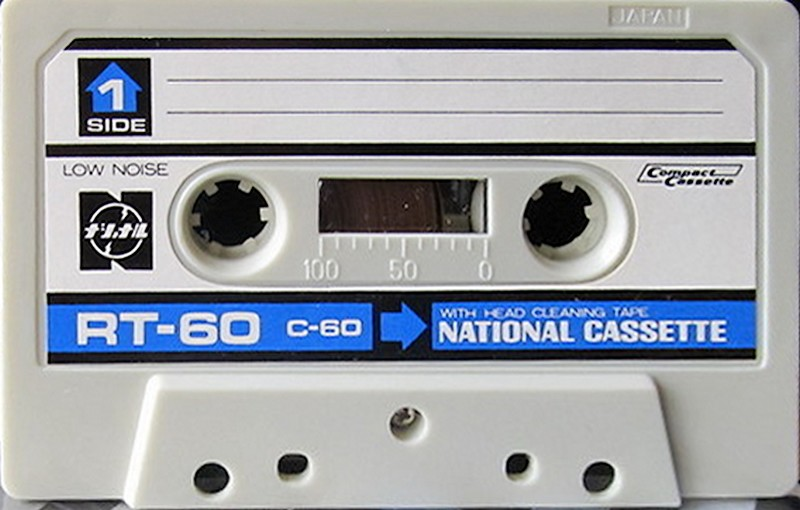 JAPAN
1
SIDE
LOW NOISE
Compact
Cassette
ナショナル
100 50 0
RT-60 C-60
WITH HEAD CLEANING TAPE
NATIONAL CASSETTE